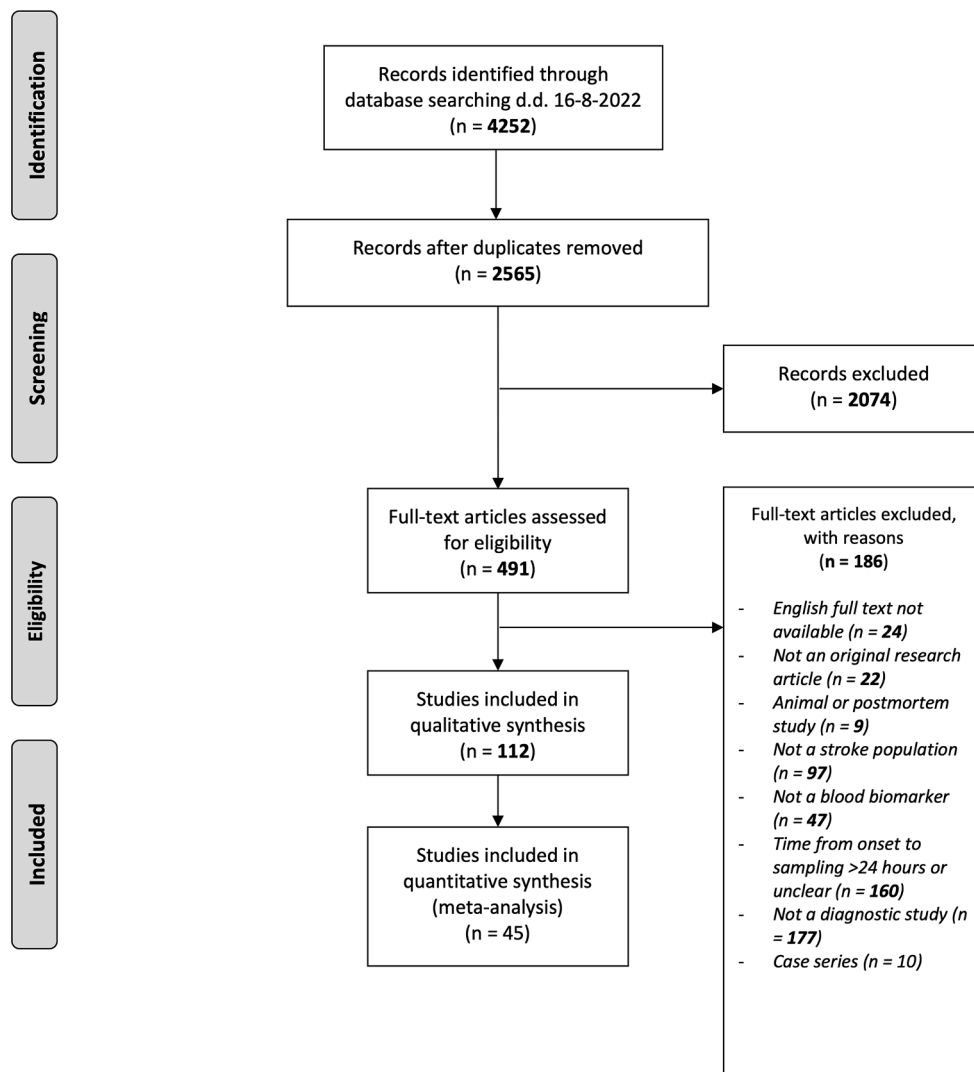 Identification
Records identified through
database searching d.d. 16-8-2022
(n = 4252)
Records after duplicates removed
(n = 2565)
Screening
Records excluded
(n = 2074)
Eligibility
Full-text articles assessed
for eligibility
(n = 491)
Full-text articles excluded,
with reasons
(n = 186)
- English full text not
available (n = 24)
- Not an original research
article (n = 22)
- Animal or postmortem
study (n = 9)
- Not a stroke population
(n = 97)
- Not a blood biomarker
(n = 47)
- Time from onset to
sampling >24 hours or
unclear (n = 160)
- Not a diagnostic study (n
= 177)
- Case series (n = 10)
Studies included in
qualitative synthesis
(n = 112)
Included
Studies included in
quantitative synthesis
(meta-analysis)
(n = 45)